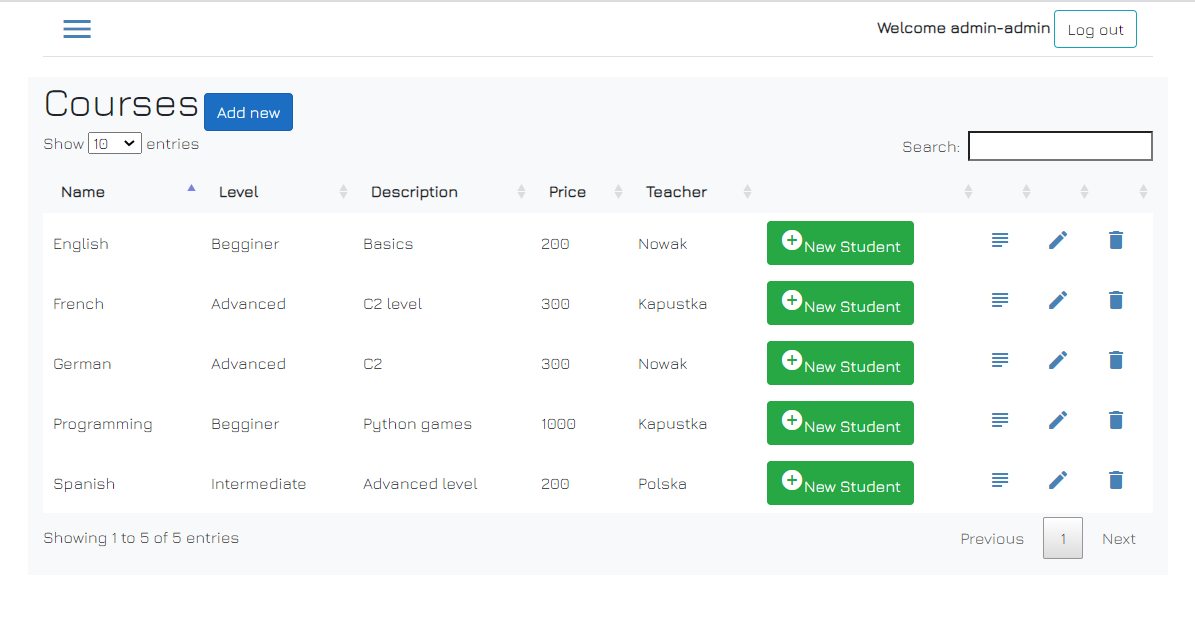 Welcome admin-admin Log out
Courses Add new
Show 10 entries Search:
Name Level Description Price Teacher
English Begginer Basics 200 Nowak New Student
French Advanced C2 level 300 Kapustka New Student
German Advanced C2 300 Nowak New Student
Programming Begginer Python games 1000 Kapustka New Student
Spanish Intermediate Advanced level 200 Polska New Student
Showing 1 to 5 of 5 entries Previous 1 Next